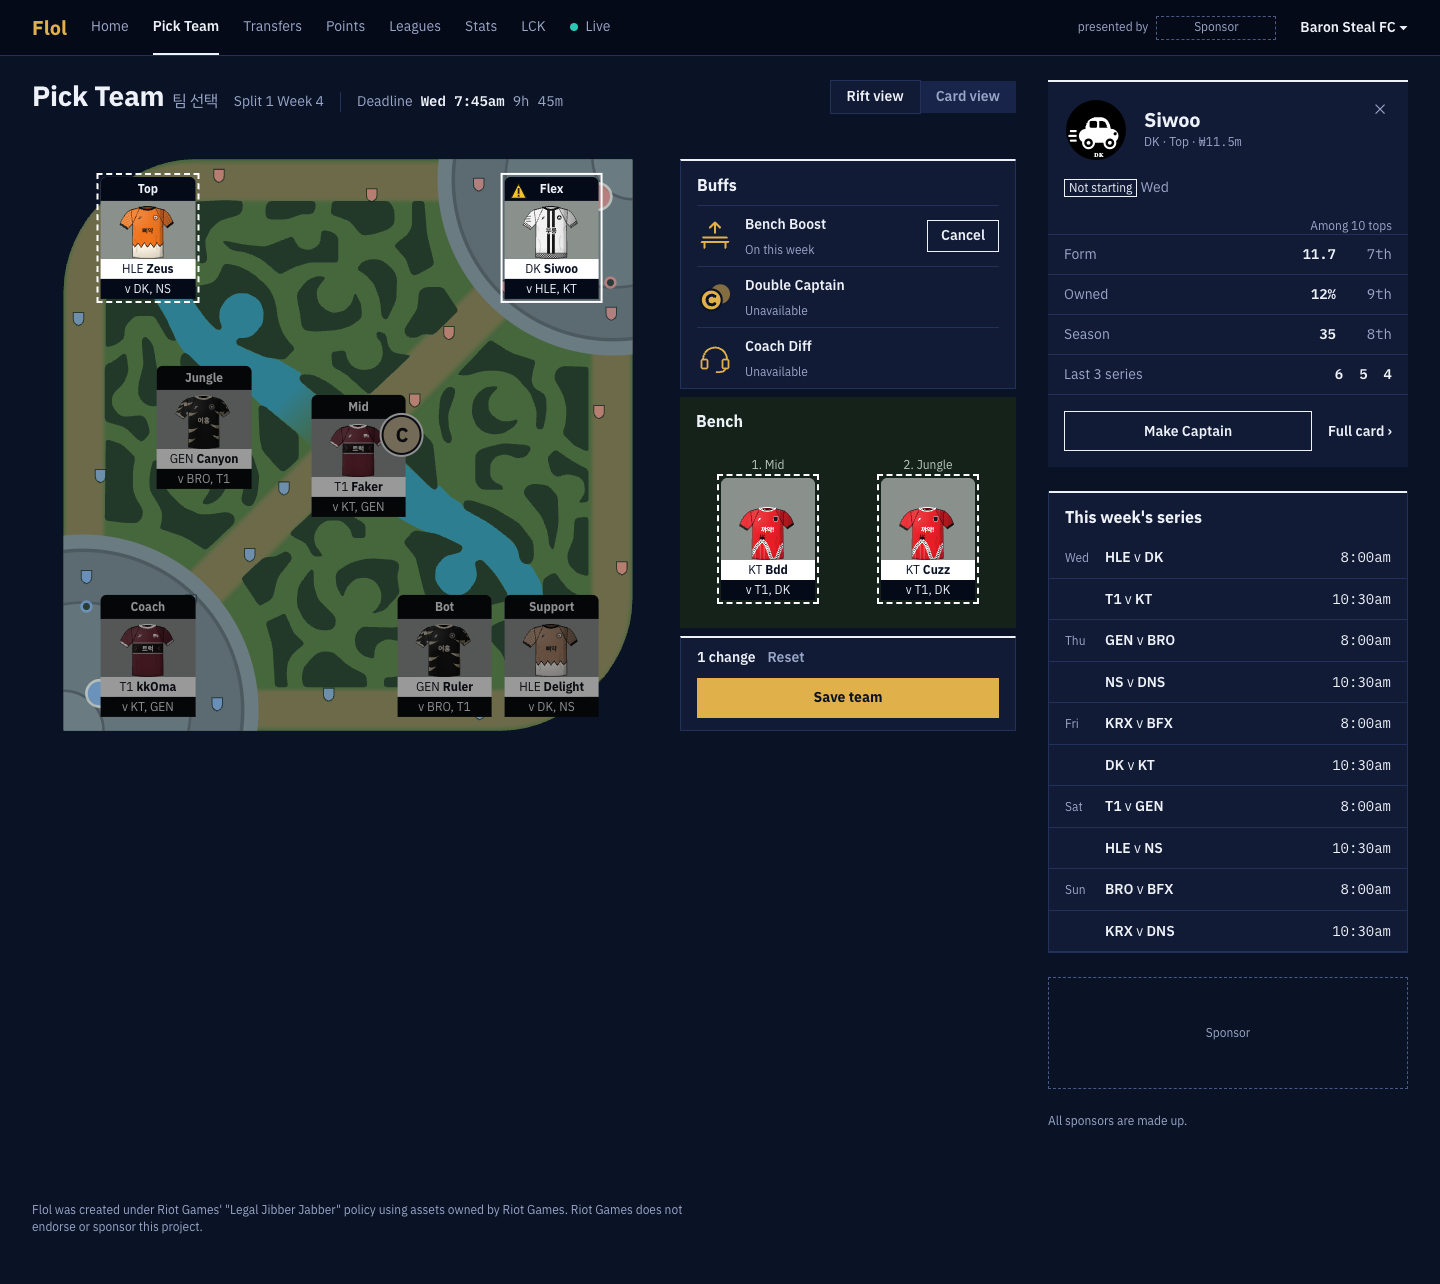 Flol Home Pick Team Transfers Points Leagues Stats LCK Live presented by Sponsor Baron Steal FC
Pick Team 팀 선택 Split 1 Week 4 Deadline Wed 7:45am 9h 45m
Rift view Card view
Top
HLE Zeus
v DK, NS
Flex
DK Siwoo
v HLE, KT
Jungle
어흥
GEN Canyon
v BRO, T1
Mid
트럭
C
T1 Faker
v KT, GEN
Coach
트럭
T1 kkOma
v KT, GEN
Bot
어흥
GEN Ruler
v BRO, T1
Support
삐약
HLE Delight
v DK, NS
Buffs
Bench Boost
On this week
Cancel
Double Captain
Unavailable
Coach Diff
Unavailable
Bench
1. Mid
KT Bdd
v T1, DK
2. Jungle
KT Cuzz
v T1, DK
1 change Reset
Save team
DK
Siwoo
DK · Top · ₩11.5m
Not starting Wed
Among 10 tops
Form 11.7 7th
Owned 12% 9th
Season 35 8th
Last 3 series 6 5 4
Make Captain Full card ›
This week's series
Wed HLE v DK 8:00am
T1 v KT 10:30am
Thu GEN v BRO 8:00am
NS v DNS 10:30am
Fri KRX v BFX 8:00am
DK v KT 10:30am
Sat T1 v GEN 8:00am
HLE v NS 10:30am
Sun BRO v BFX 8:00am
KRX v DNS 10:30am
Sponsor
All sponsors are made up.
Flol was created under Riot Games' "Legal Jibber Jabber" policy using assets owned by Riot Games. Riot Games does not
endorse or sponsor this project.